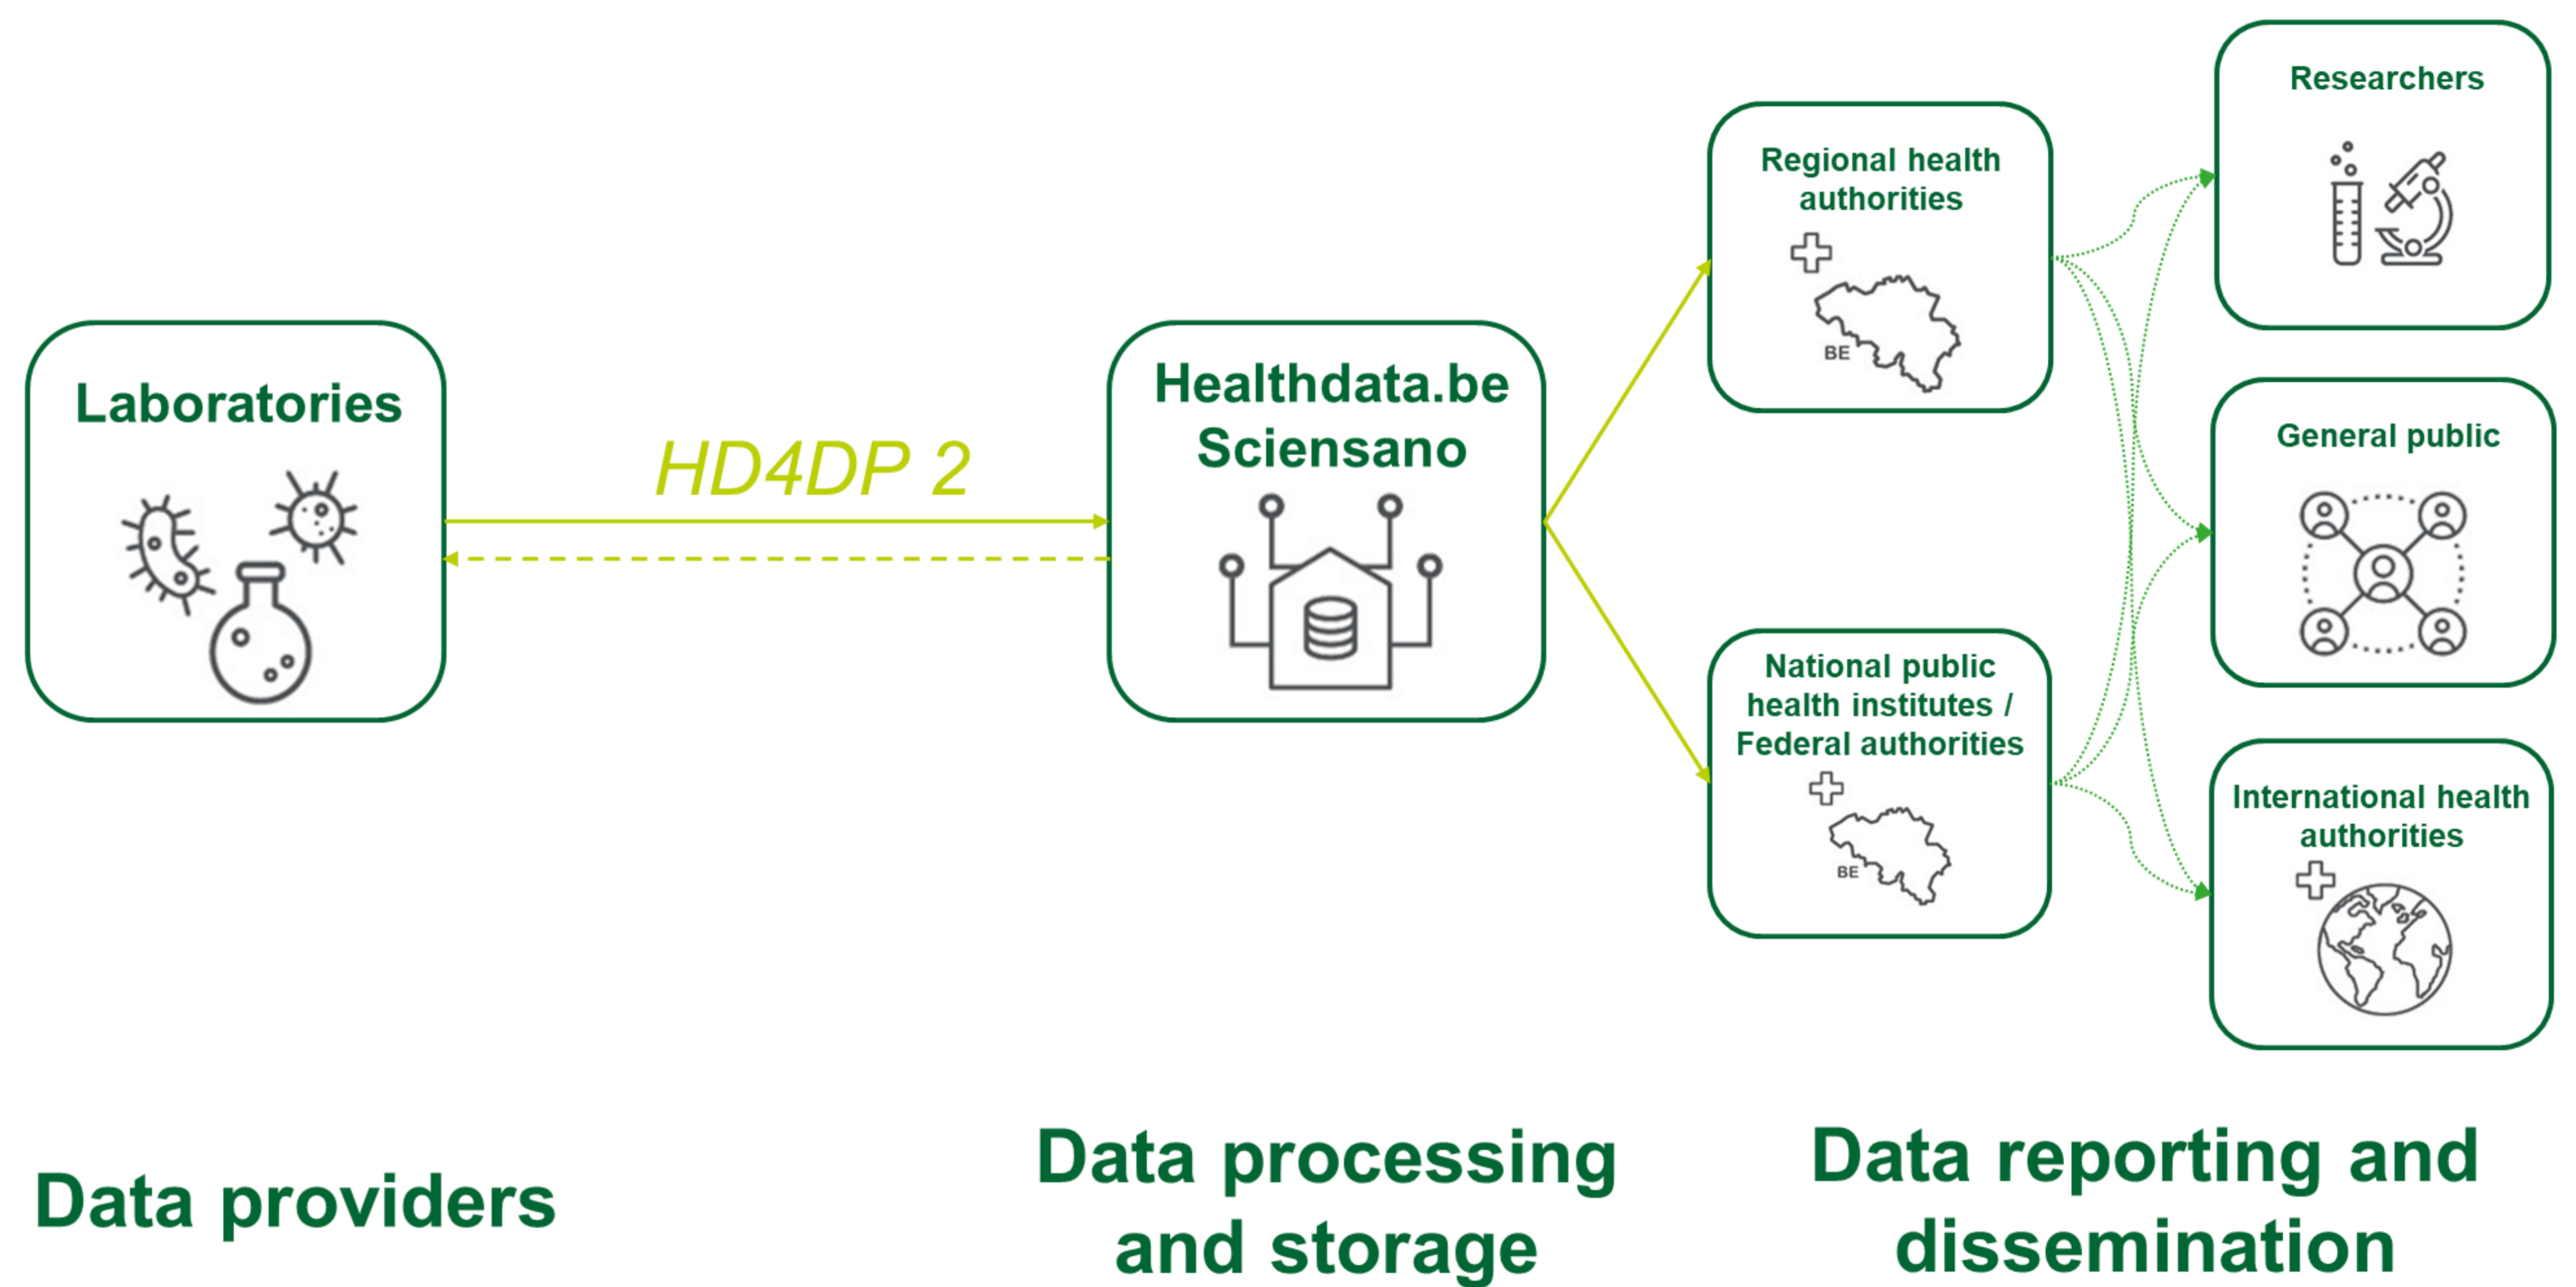 Laboratories
HD4DP 2
Healthdata.be
Sciensano
Regional health
authorities
BE
National public
health institutes /
Federal authorities
BE
Researchers
General public
International health
authorities
Data providers
Data processing
and storage
Data reporting and
dissemination